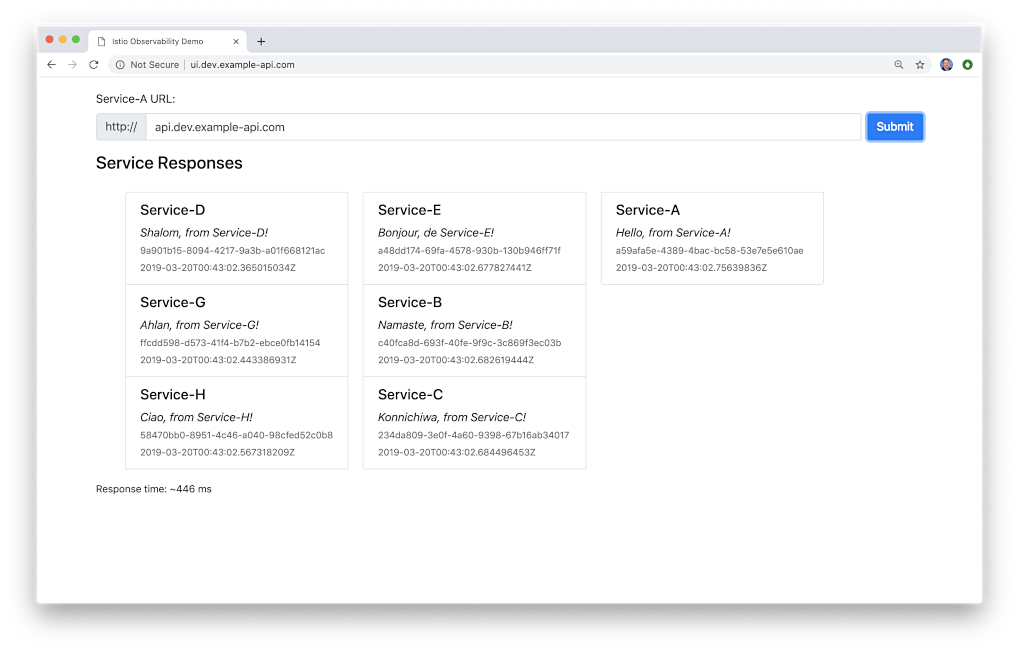 Istio Observability Demo
Not Secure | ui.dev.example-api.com
Service-A URL:
http:// api.dev.example-api.com Submit
Service Responses
Service-D
Shalom, from Service-D!
9a901b15-8094-4217-9a3b-a01f668121ac
2019-03-20T00:43:02.365015034Z
Service-G
Ahlan, from Service-G!
ffcdd598-d573-41f4-b7b2-ebce0fb14154
2019-03-20T00:43:02.443386931Z
Service-H
Ciao, from Service-H!
58470bb0-8951-4c46-a040-98cfed52c0b8
2019-03-20T00:43:02.567318209Z
Service-E
Bonjour, de Service-E!
a48dd174-69fa-4578-930b-130b946ff71f
2019-03-20T00:43:02.677827441Z
Service-B
Namaste, from Service-B!
c40fca8d-693f-40fe-9f9c-3c869f3ec03b
2019-03-20T00:43:02.682619444Z
Service-C
Konnichiwa, from Service-C!
234da809-3e0f-4a60-9398-67b16ab34017
2019-03-20T00:43:02.684496453Z
Service-A
Hello, from Service-A!
a59afa5e-4389-4bac-bc58-53e7e5e610ae
2019-03-20T00:43:02.75639836Z
Response time: ~446 ms